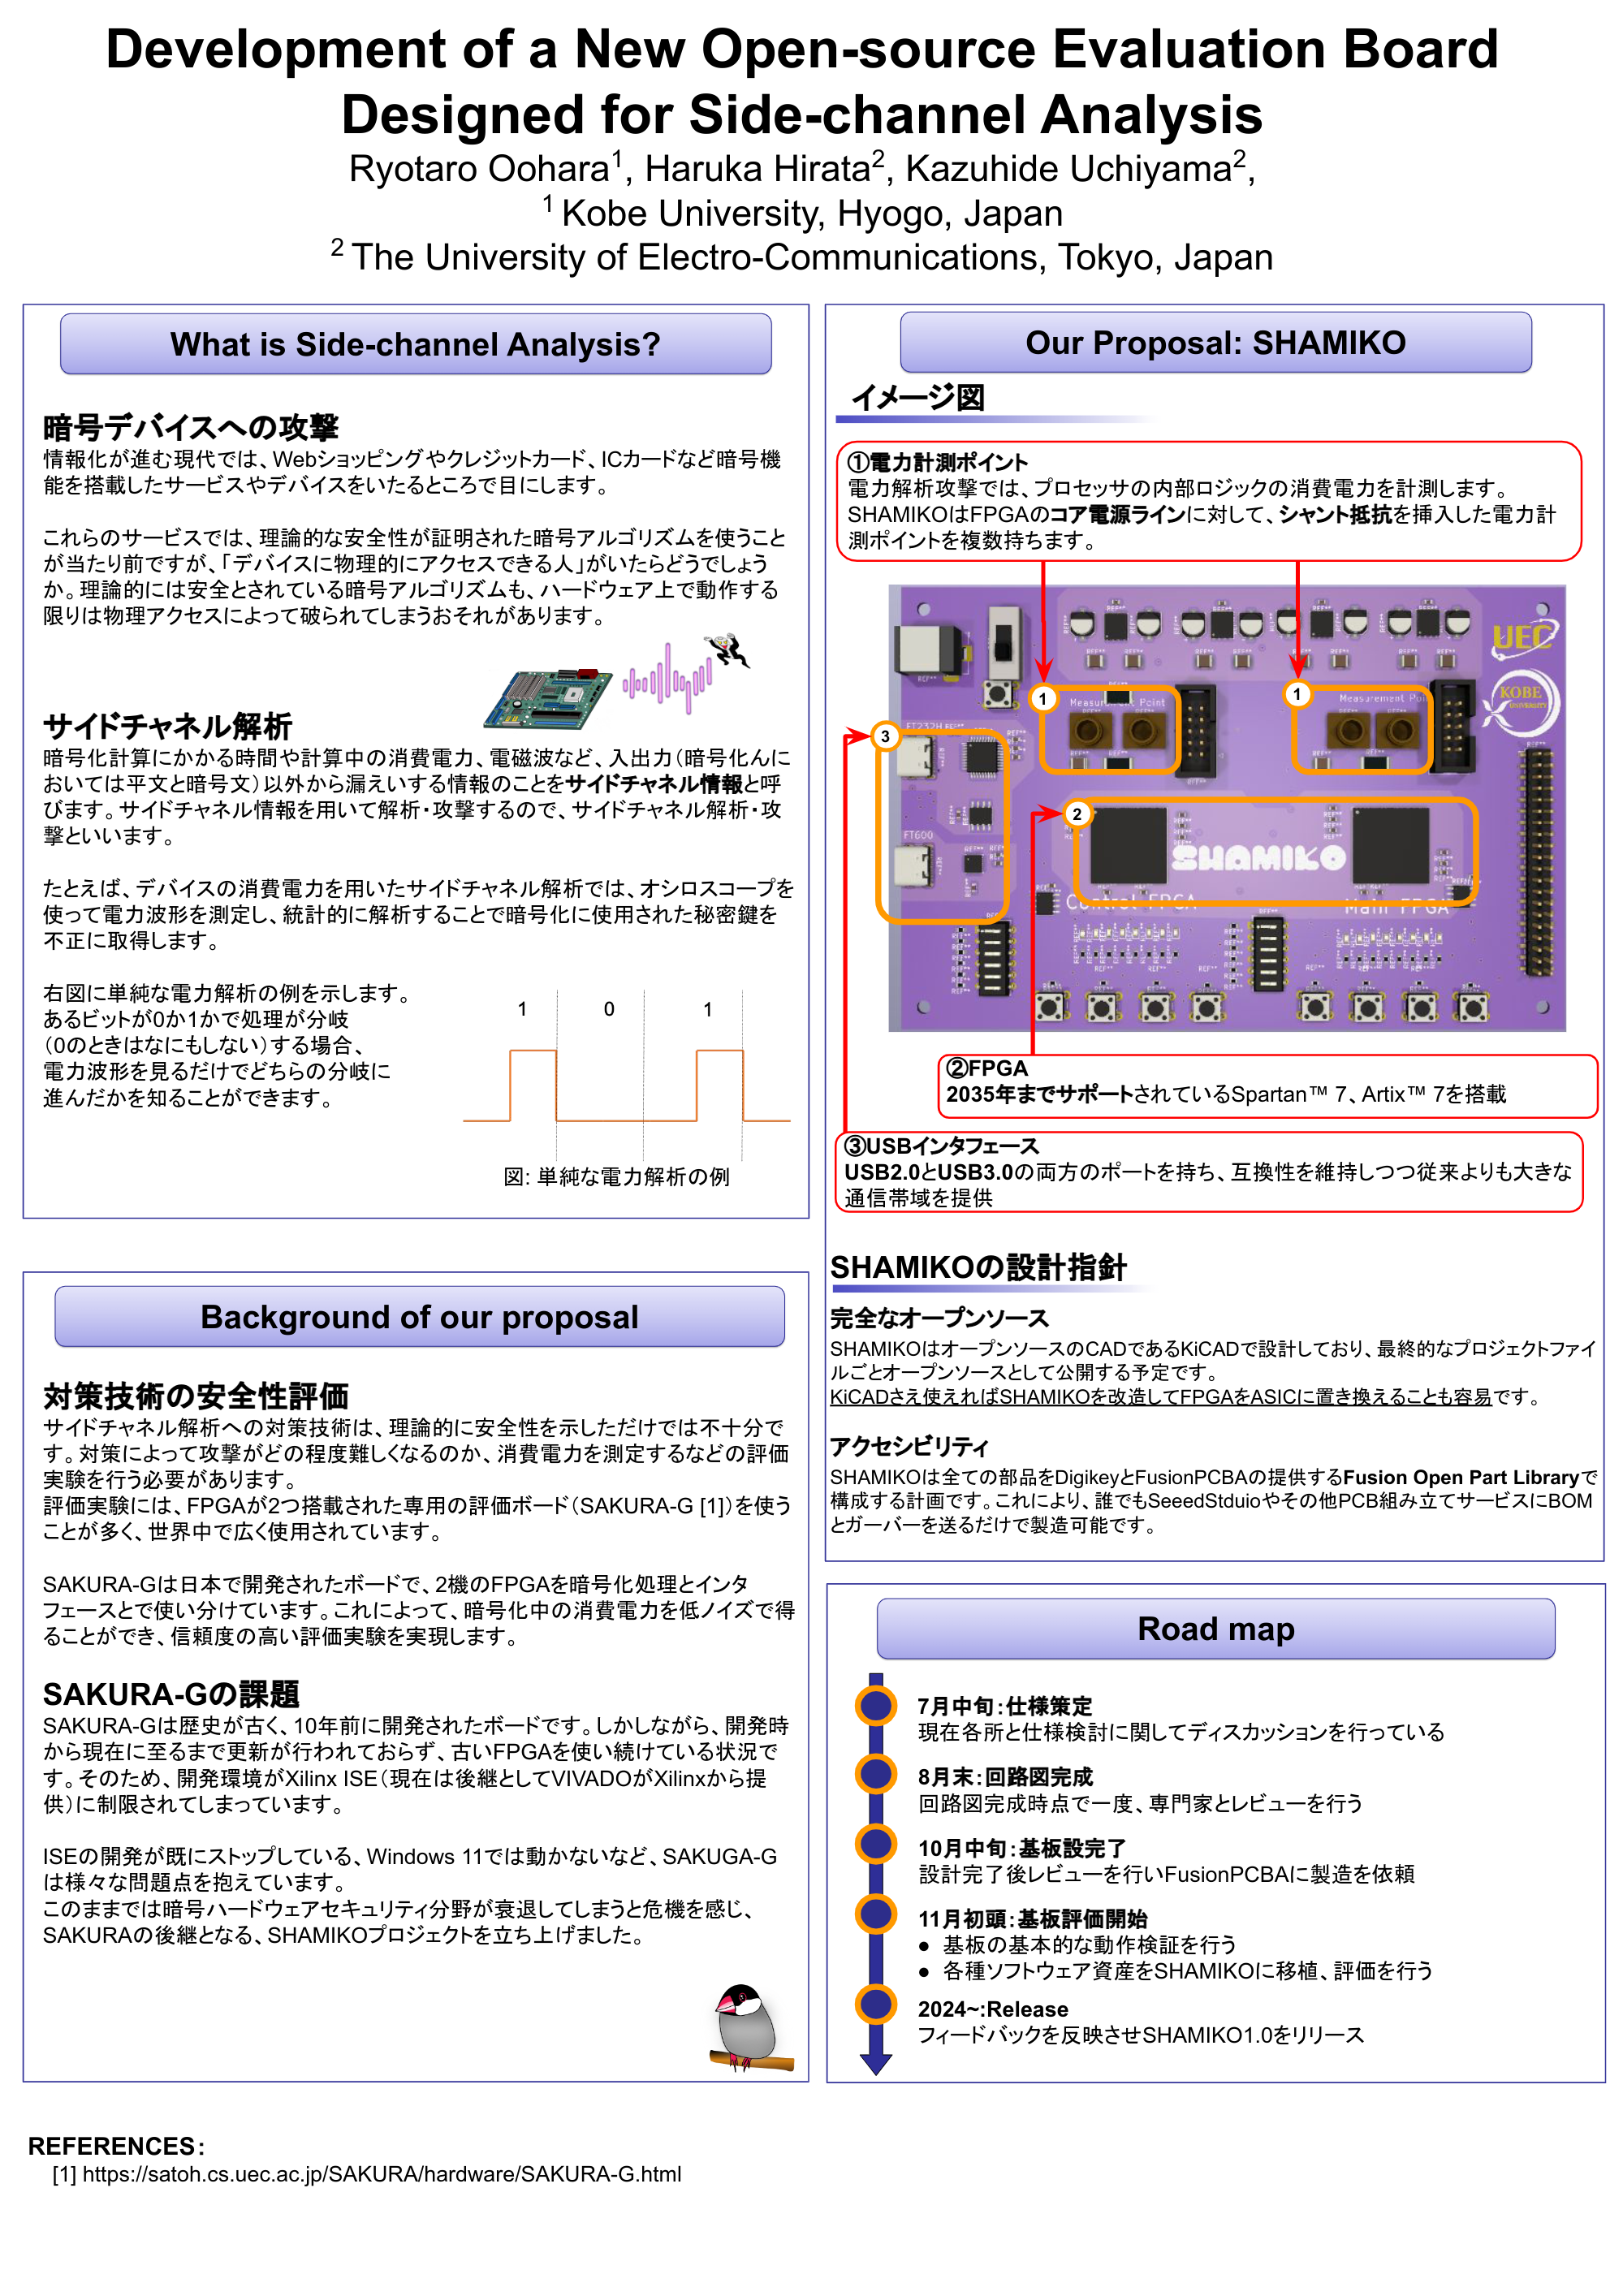 Development of a New Open-source Evaluation Board
Designed for Side-channel Analysis
Ryotaro Oohara1, Haruka Hirata2, Kazuhide Uchiyama2,
1 Kobe University, Hyogo, Japan
2 The University of Electro-Communications, Tokyo, Japan
What is Side-channel Analysis?
暗号デバイスへの攻撃
情報化が進む現代では、Webショッピングやクレジットカード、ICカードなど暗号機
能を搭載したサービスやデバイスをいたるところで目にします。
これらのサービスでは、理論的な安全性が証明された暗号アルゴリズムを使うこと
が当たり前ですが、「デバイスに物理的にアクセスできる人」がいたらどうでしょう
か。理論的には安全とされている暗号アルゴリズムも、ハードウェア上で動作する
限りは物理アクセスによって破られてしまうおそれがあります。
サイドチャネル解析
暗号化計算にかかる時間や計算中の消費電力、電磁波など、入出力（暗号化んに
おいては平文と暗号文）以外から漏えいする情報のことをサイドチャネル情報と呼
びます。サイドチャネル情報を用いて解析・攻撃するので、サイドチャネル解析・攻
撃といいます。
たとえば、デバイスの消費電力を用いたサイドチャネル解析では、オシロスコープを
使って電力波形を測定し、統計的に解析することで暗号化に使用された秘密鍵を
不正に取得します。
右図に単純な電力解析の例を示します。
あるビットが0か1かで処理が分岐
（0のときはなにもしない）する場合、
電力波形を見るだけでどちらの分岐に
進んだかを知ることができます。
1 0 1
図: 単純な電力解析の例
Background of our proposal
対策技術の安全性評価
サイドチャネル解析への対策技術は、理論的に安全性を示しただけでは不十分で
す。対策によって攻撃がどの程度難しくなるのか、消費電力を測定するなどの評価
実験を行う必要があります。
評価実験には、FPGAが2つ搭載された専用の評価ボード（SAKURA-G [1]）を使う
ことが多く、世界中で広く使用されています。
SAKURA-Gは日本で開発されたボードで、2機のFPGAを暗号化処理とインタ
フェースとで使い分けています。これによって、暗号化中の消費電力を低ノイズで得
ることができ、信頼度の高い評価実験を実現します。
SAKURA-Gの課題
SAKURA-Gは歴史が古く、10年前に開発されたボードです。しかしながら、開発時
から現在に至るまで更新が行われておらず、古いFPGAを使い続けている状況で
す。そのため、開発環境がXilinx ISE（現在は後継としてVIVADOがXilinxから提
供）に制限されてしまっています。
ISEの開発が既にストップしている、Windows 11では動かないなど、SAKUGA-G
は様々な問題点を抱えています。
このままでは暗号ハードウェアセキュリティ分野が衰退してしまうと危機を感じ、
SAKURAの後継となる、SHAMIKOプロジェクトを立ち上げました。
Our Proposal: SHAMIKO
イメージ図
①電力計測ポイント
電力解析攻撃では、プロセッサの内部ロジックの消費電力を計測します。
SHAMIKOはFPGAのコア電源ラインに対して、シャント抵抗を挿入した電力計
測ポイントを複数持ちます。
UEC
KOBE
UNIVERSITY
1
Measurement Point
1
Measurement Poi
3
FT232H
FT600
2
SHAMIKO
Control FPGA
Main FPGA
②FPGA
2035年までサポートされているSpartan™ 7、Artix™ 7を搭載
③USBインタフェース
USB2.0とUSB3.0の両方のポートを持ち、互換性を維持しつつ従来よりも大きな
通信帯域を提供
SHAMIKOの設計指針
完全なオープンソース
SHAMIKOはオープンソースのCADであるKiCADで設計しており、最終的なプロジェクトファイ
ルごとオープンソースとして公開する予定です。
KiCADさえ使えればSHAMIKOを改造してFPGAをASICに置き換えることも容易です。
アクセシビリティ
SHAMIKOは全ての部品をDigikeyとFusionPCBAの提供するFusion Open Part Libraryで
構成する計画です。これにより、誰でもSeeedStduioやその他PCB組み立てサービスにBOM
とガーバーを送るだけで製造可能です。
Road map
7月中旬：仕様策定
現在各所と仕様検討に関してディスカッションを行っている
8月末：回路図完成
回路図完成時点で一度、専門家とレビューを行う
10月中旬：基板設完了
設計完了後レビューを行いFusionPCBAに製造を依頼
11月初頭：基板評価開始
● 基板の基本的な動作検証を行う
● 各種ソフトウェア資産をSHAMIKOに移植、評価を行う
2024~:Release
フィードバックを反映させSHAMIKO1.0をリリース
REFERENCES：
[1] https://satoh.cs.uec.ac.jp/SAKURA/hardware/SAKURA-G.html